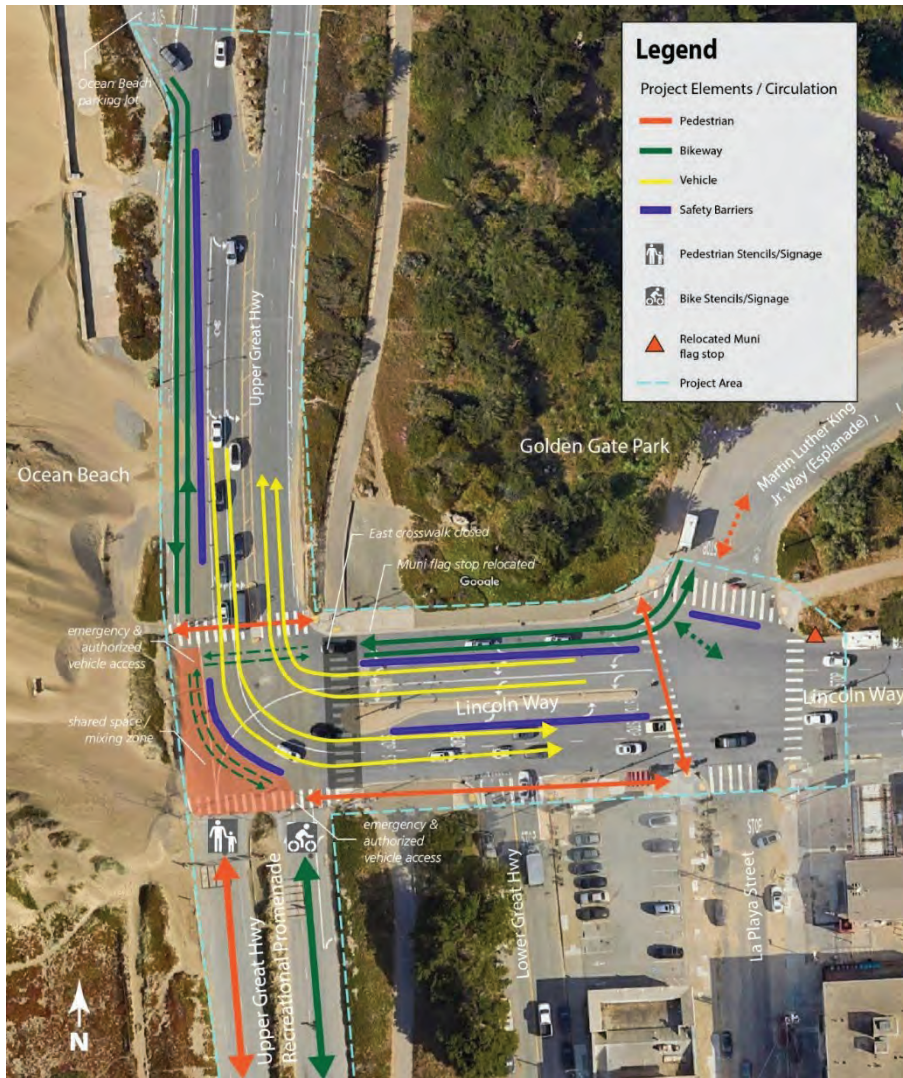 Legend
Project Elements / Circulation
Pedestrian
Bikeway
Vehicle
Safety Barriers
Pedestrian Stencils/Signage
Bike Stencils/Signage
Relocated Muni
flag stop
Project Area
Ocean Beach
parking lot
Upper Great Hwy
Ocean Beach
Golden Gate Park
Martin Luther King
Jr. Way (Esplanade)
East crosswalk closed
Muni flag stop relocated
Google
emergency &
authorized
vehicle access
shared space /
mixing zone
Lincoln Way
Lincoln Way
emergency &
authorized
vehicle access
Upper Great Hwy
Recreational Promenade
Lower Great Hwy
La Playa Street
STOP
N